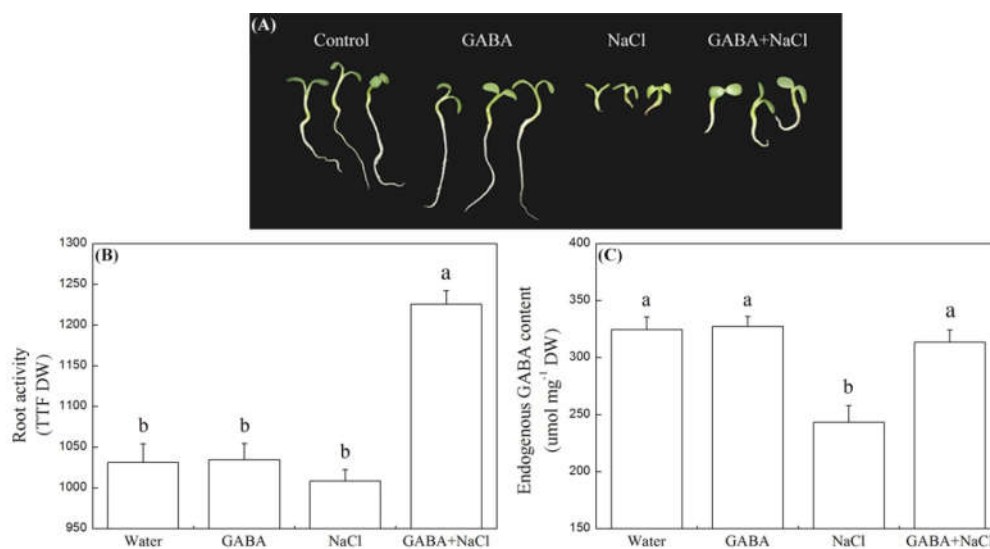 (A)
Control GABA NaCl GABA+NaCl
(B)
1300
1250
1200
1150
1100
1050
1000
950
Root activity
(TTF DW)
b b b a
Water GABA NaCl GABA+NaCl
(C)
400
350
300
250
200
150
Endogenous GABA content
(umol mg⁻¹ DW)
a a b a
Water GABA NaCl GABA+NaCl